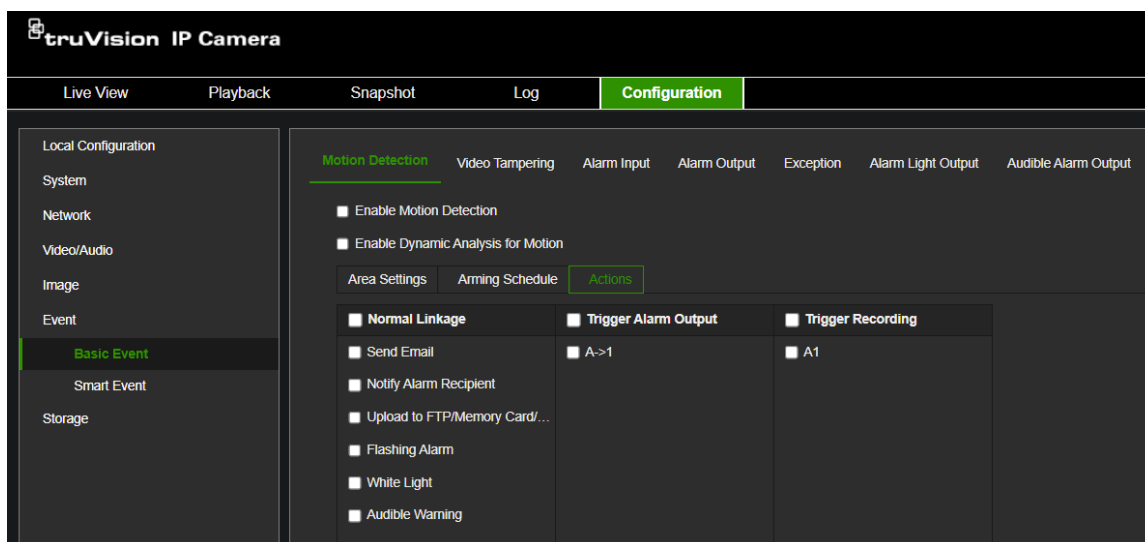 truVision IP Camera
Live View Playback Snapshot Log Configuration
Local Configuration
System
Network
Video/Audio
Image
Event
Basic Event
Smart Event
Storage
Motion Detection Video Tampering Alarm Input Alarm Output Exception Alarm Light Output Audible Alarm Output
Enable Motion Detection
Enable Dynamic Analysis for Motion
Area Settings Arming Schedule Actions
Normal Linkage Trigger Alarm Output Trigger Recording
Send Email A->1 A1
Notify Alarm Recipient
Upload to FTP/Memory Card/...
Flashing Alarm
White Light
Audible Warning